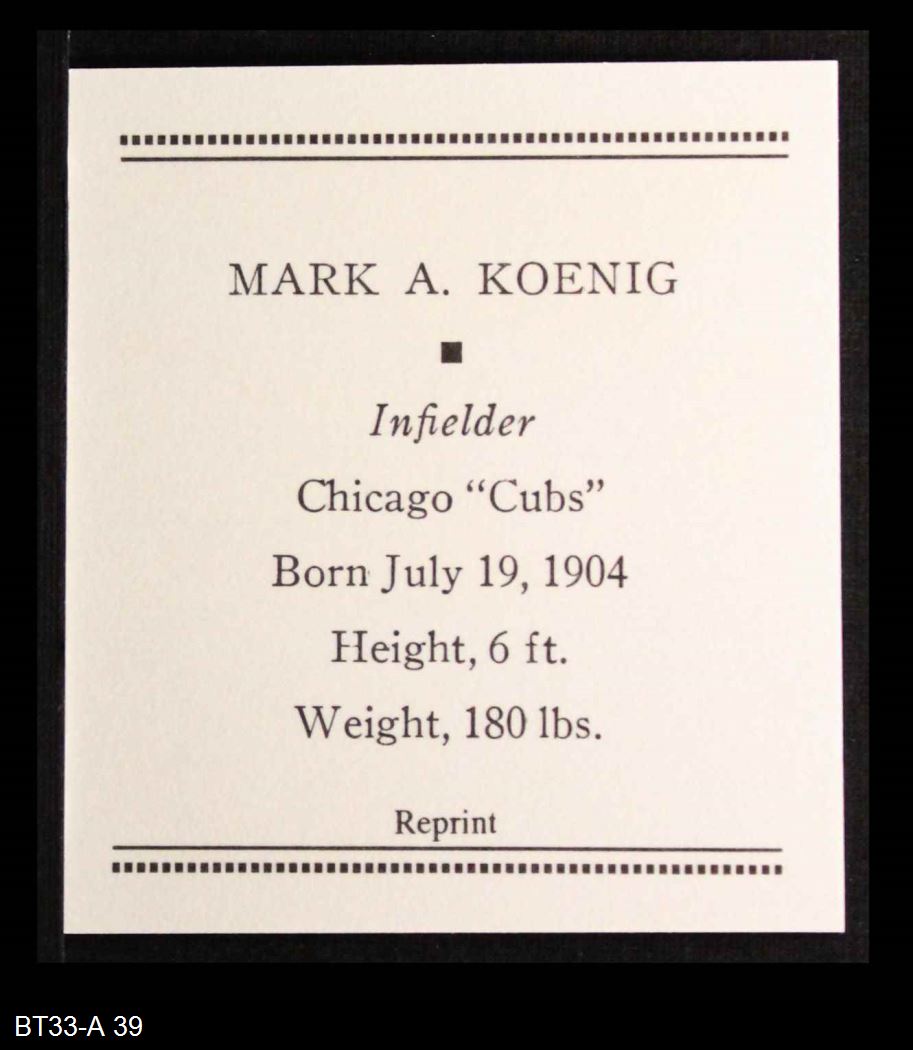 MARK A. KOENIG
Infielder
Chicago “Cubs”
Born July 19, 1904
Height, 6 ft.
Weight, 180 lbs.
Reprint
BT33-A 39